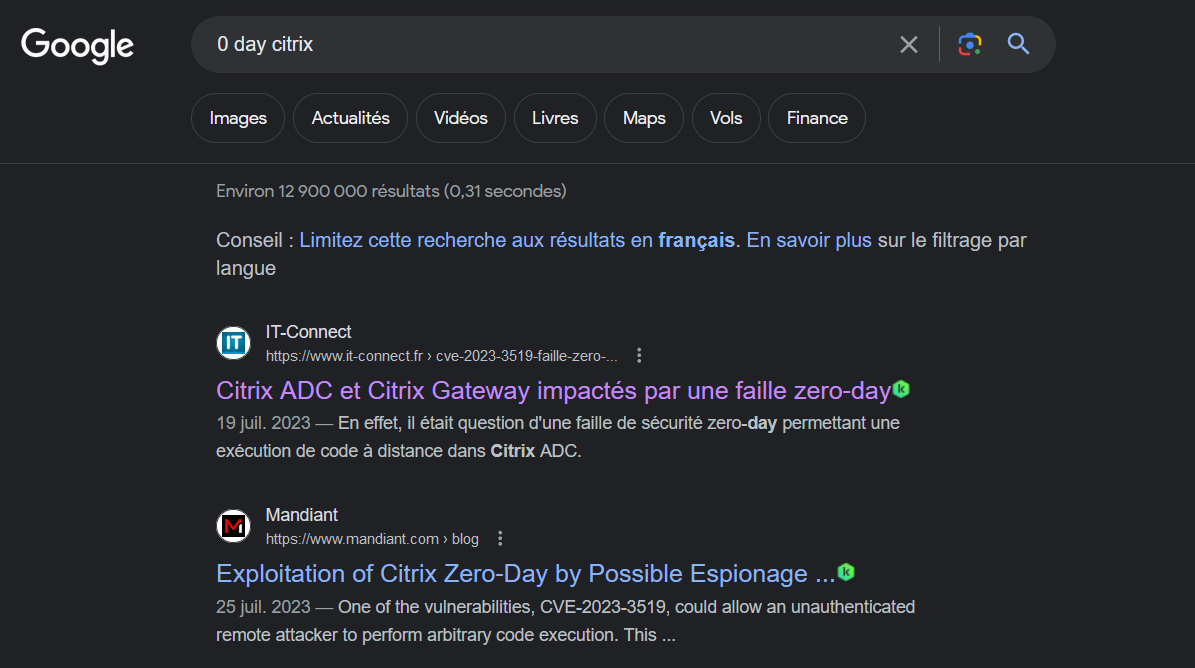 Google
0 day citrix
Images
Actualités
Vidéos
Livres
Maps
Vols
Finance
Environ 12 900 000 résultats (0,31 secondes)
Conseil : Limitez cette recherche aux résultats en français. En savoir plus sur le filtrage par
langue
IT
IT-Connect
https://www.it-connect.fr › cve-2023-3519-faille-zero-...
Citrix ADC et Citrix Gateway impactés par une faille zero-day
19 juil. 2023 — En effet, il était question d'une faille de sécurité zero-day permettant une
exécution de code à distance dans Citrix ADC.
M
Mandiant
https://www.mandiant.com › blog
Exploitation of Citrix Zero-Day by Possible Espionage ...
25 juil. 2023 — One of the vulnerabilities, CVE-2023-3519, could allow an unauthenticated
remote attacker to perform arbitrary code execution. This ...